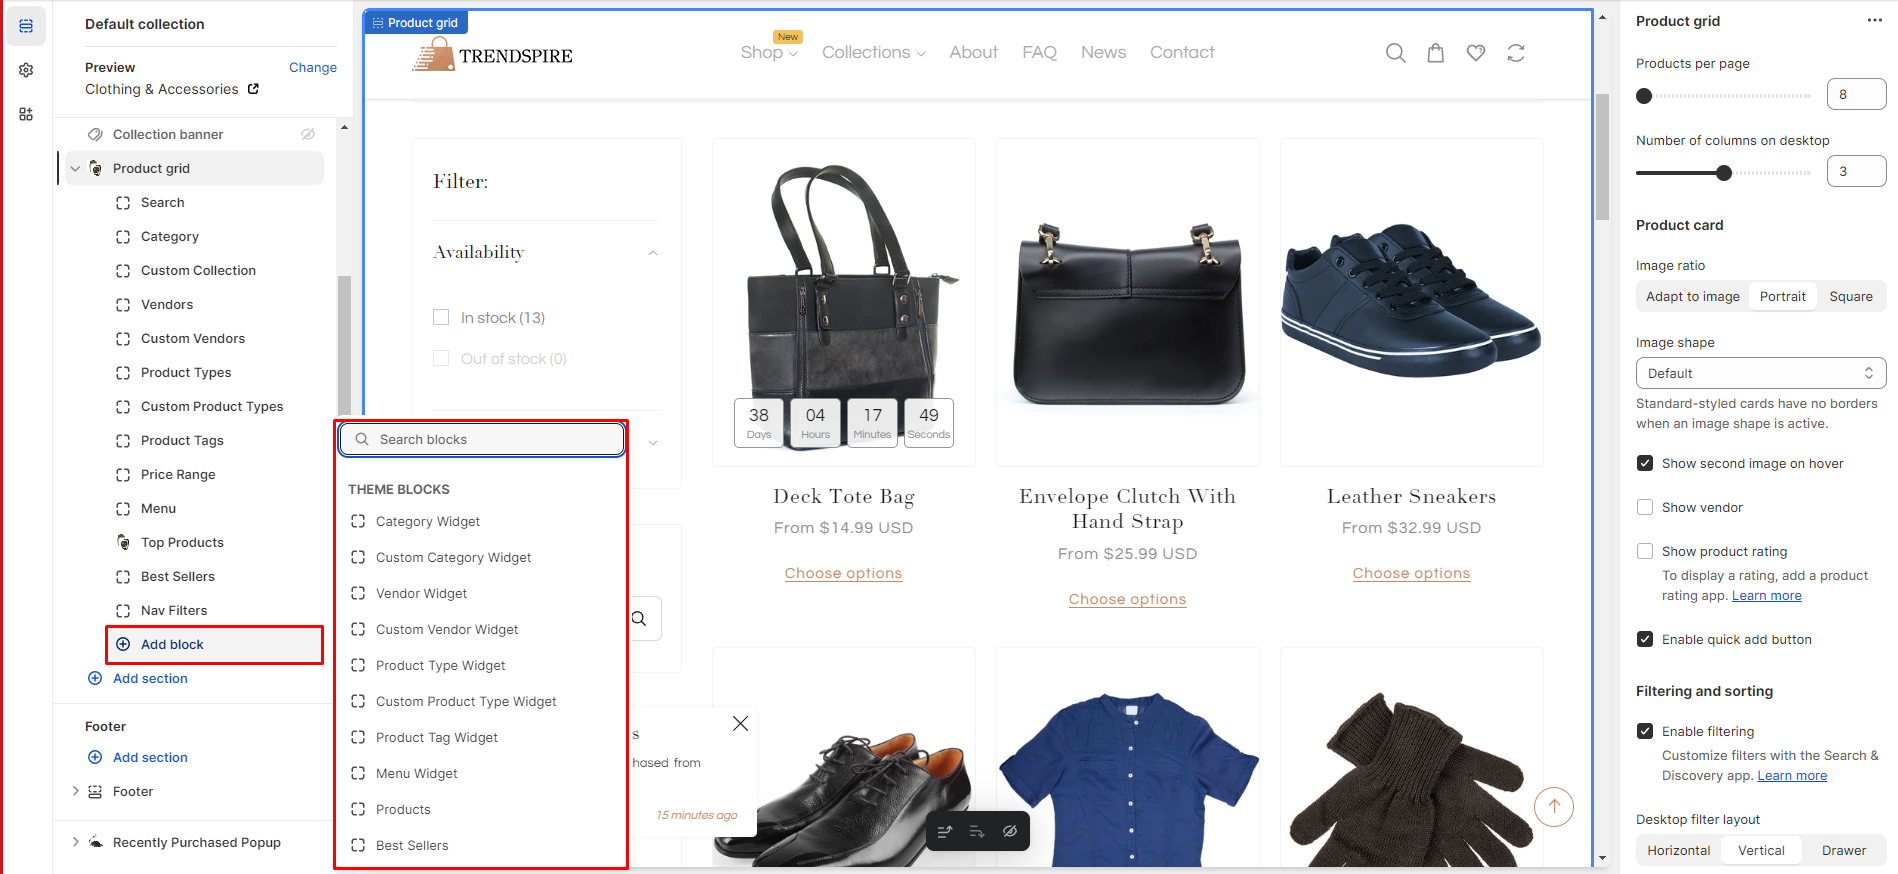 Default collection
Preview
Change
Clothing & Accessories
Collection banner
Product grid
Search
Category
Custom Collection
Vendors
Custom Vendors
Product Types
Custom Product Types
Product Tags
Price Range
Menu
Top Products
Best Sellers
Nav Filters
Add block
Add section
Footer
Add section
Footer
Recently Purchased Popup
Search blocks
THEME BLOCKS
Category Widget
Custom Category Widget
Vendor Widget
Custom Vendor Widget
Product Type Widget
Custom Product Type Widget
Product Tag Widget
Menu Widget
Products
Best Sellers
Product grid
TRENDSPIRE
Shop
New
Collections
About
FAQ
News
Contact
Filter:
Availability
In stock (13)
Out of stock (0)
38
Days
04
Hours
17
Minutes
49
Seconds
Deck Tote Bag
From $14.99 USD
Choose options
Envelope Clutch With
Hand Strap
From $25.99 USD
Choose options
Leather Sneakers
From $32.99 USD
Choose options
s
hased from
15 minutes ago
Product grid
Products per page
8
Number of columns on desktop
3
Product card
Image ratio
Adapt to image
Portrait
Square
Image shape
Default
Standard-styled cards have no borders
when an image shape is active.
Show second image on hover
Show vendor
Show product rating
To display a rating, add a product
rating app. Learn more
Enable quick add button
Filtering and sorting
Enable filtering
Customize filters with the Search &
Discovery app. Learn more
Desktop filter layout
Horizontal
Vertical
Drawer